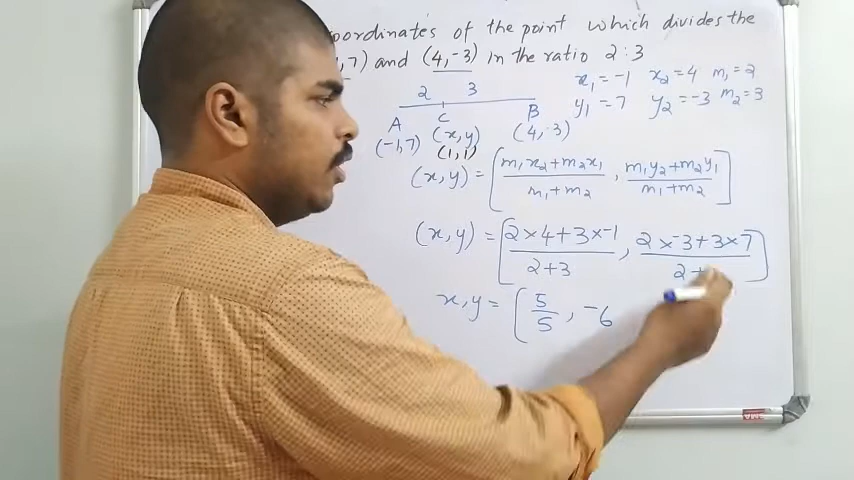 oordinates of the point which divides the
,7) and (4,-3) in the ratio 2:3
2 3
x₁=-1 x₂=4 m₁=2
y₁=7 y₂=-3 m₂=3
A C B
(-1,7) (x,y) (4,-3)
(1,1)
(x,y) = [m₁x₂+m₂x₁/m₁+m₂, m₁y₂+m₂y₁/m₁+m₂]
(x,y) = [2×4+3×-1/2+3, 2×-3+3×7/2+]
x,y = [5/5, -6